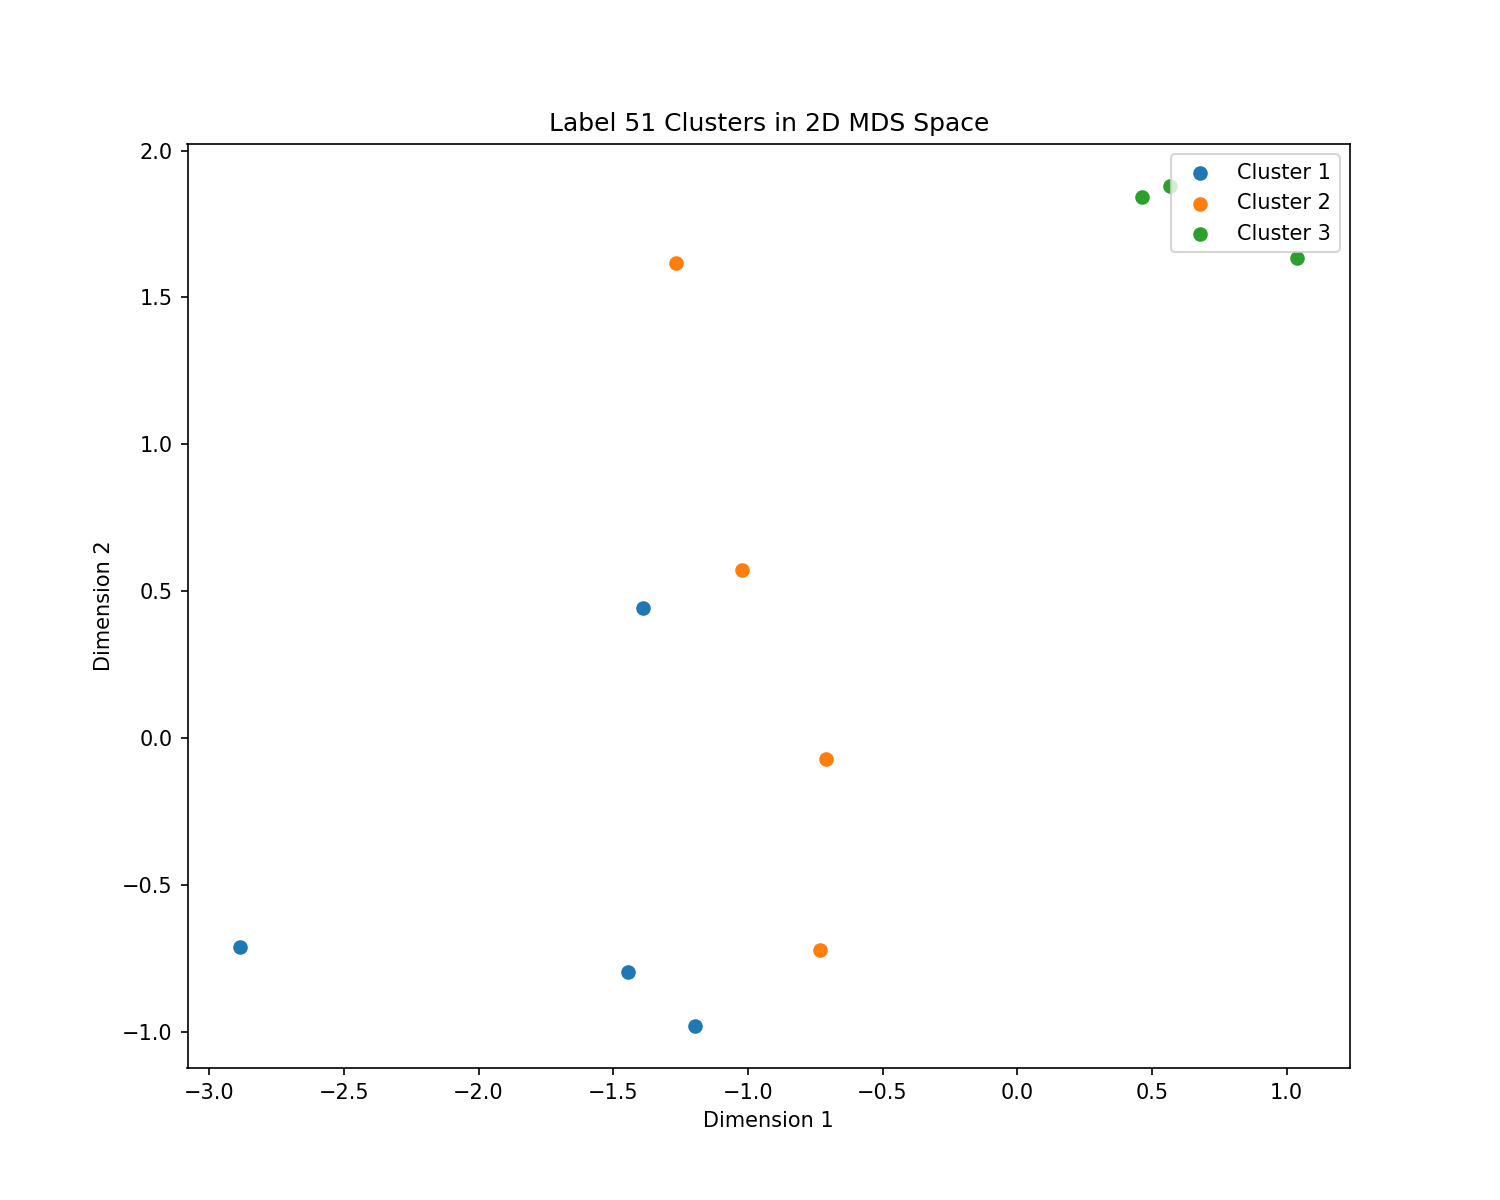 Label 51 Clusters in 2D MDS Space
Cluster 1
Cluster 2
Cluster 3
2.0
1.5
1.0
0.5
0.0
−0.5
−1.0
Dimension 2
−3.0 −2.5 −2.0 −1.5 −1.0 −0.5 0.0 0.5 1.0
Dimension 1